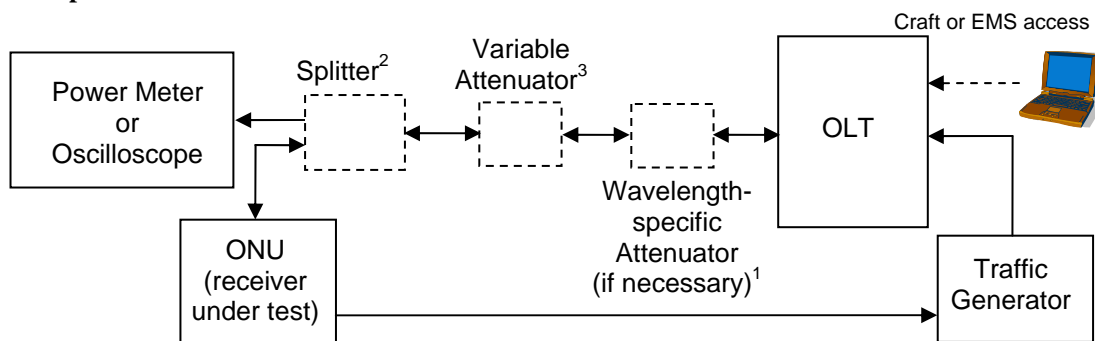 Craft or EMS access
Power Meter
or
Oscilloscope
Splitter²
Variable
Attenuator³
OLT
Wavelength-
specific
Attenuator
(if necessary)¹
ONU
(receiver
under test)
Traffic
Generator